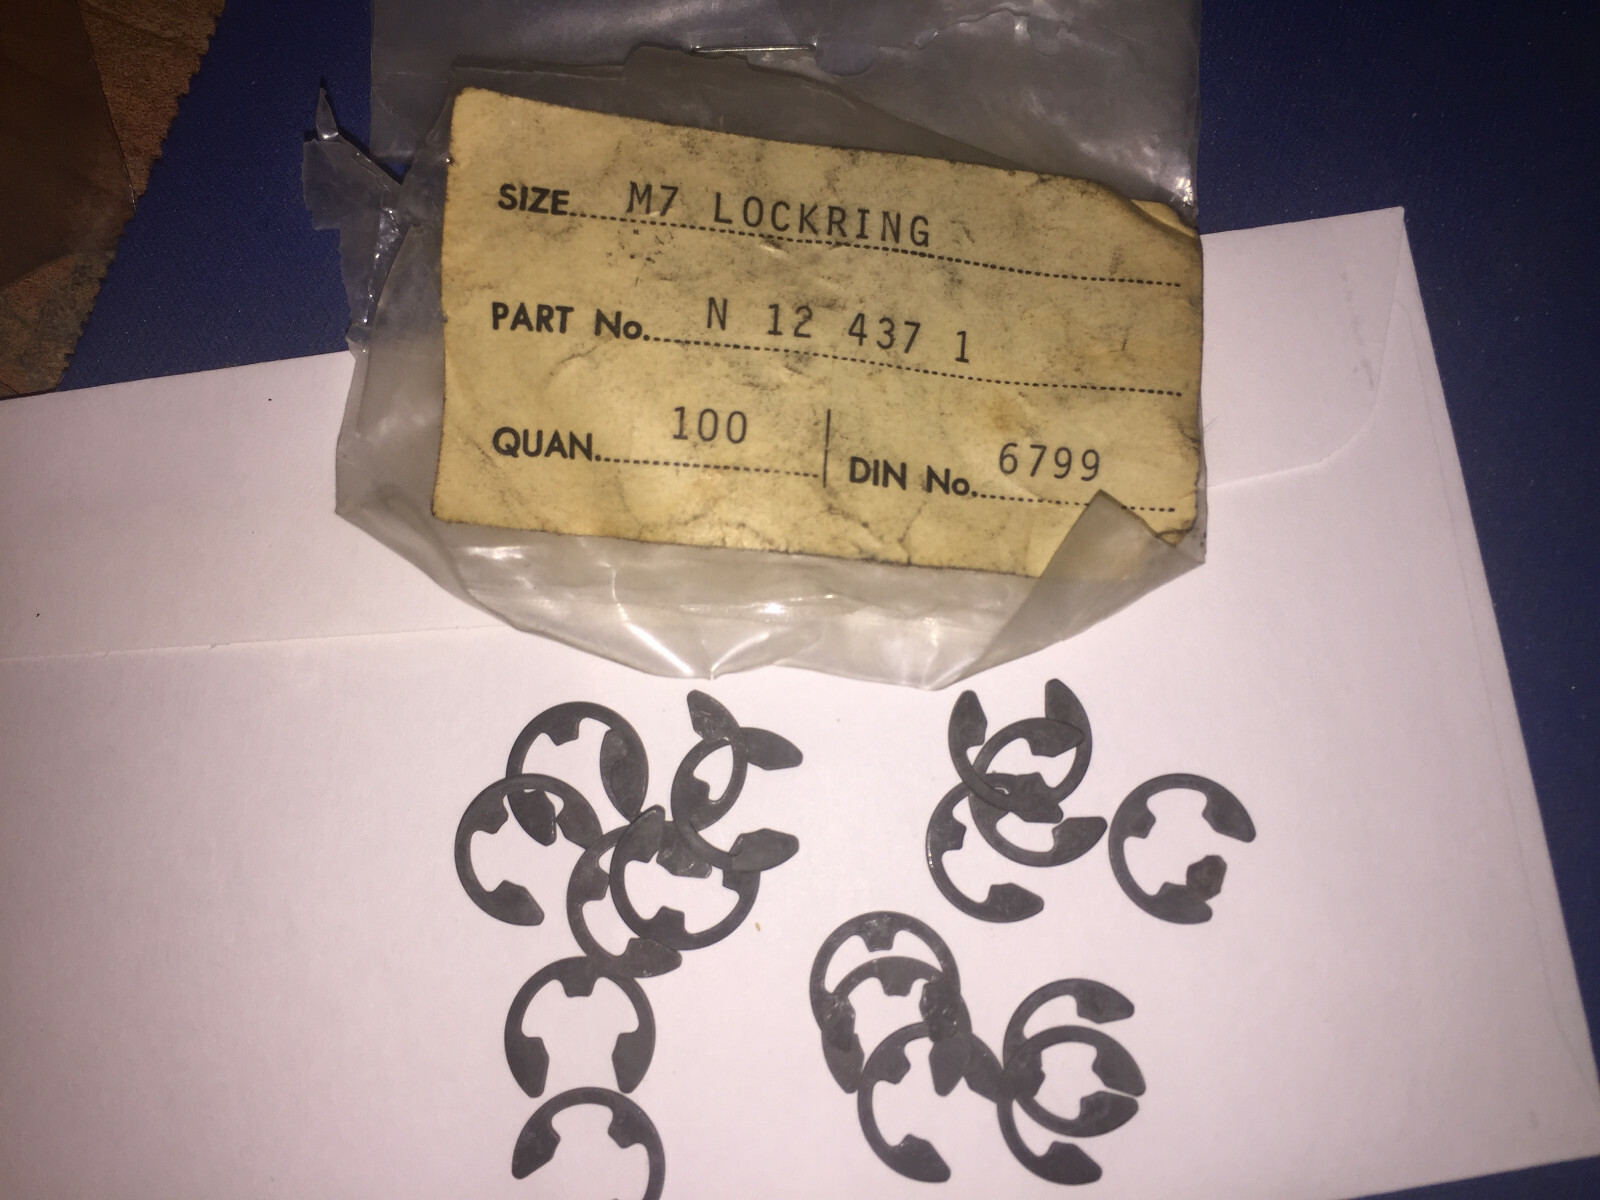 SIZE M7 LOCKRING
PART No. N 12 437 1
QUAN. 100 DIN No. 6799